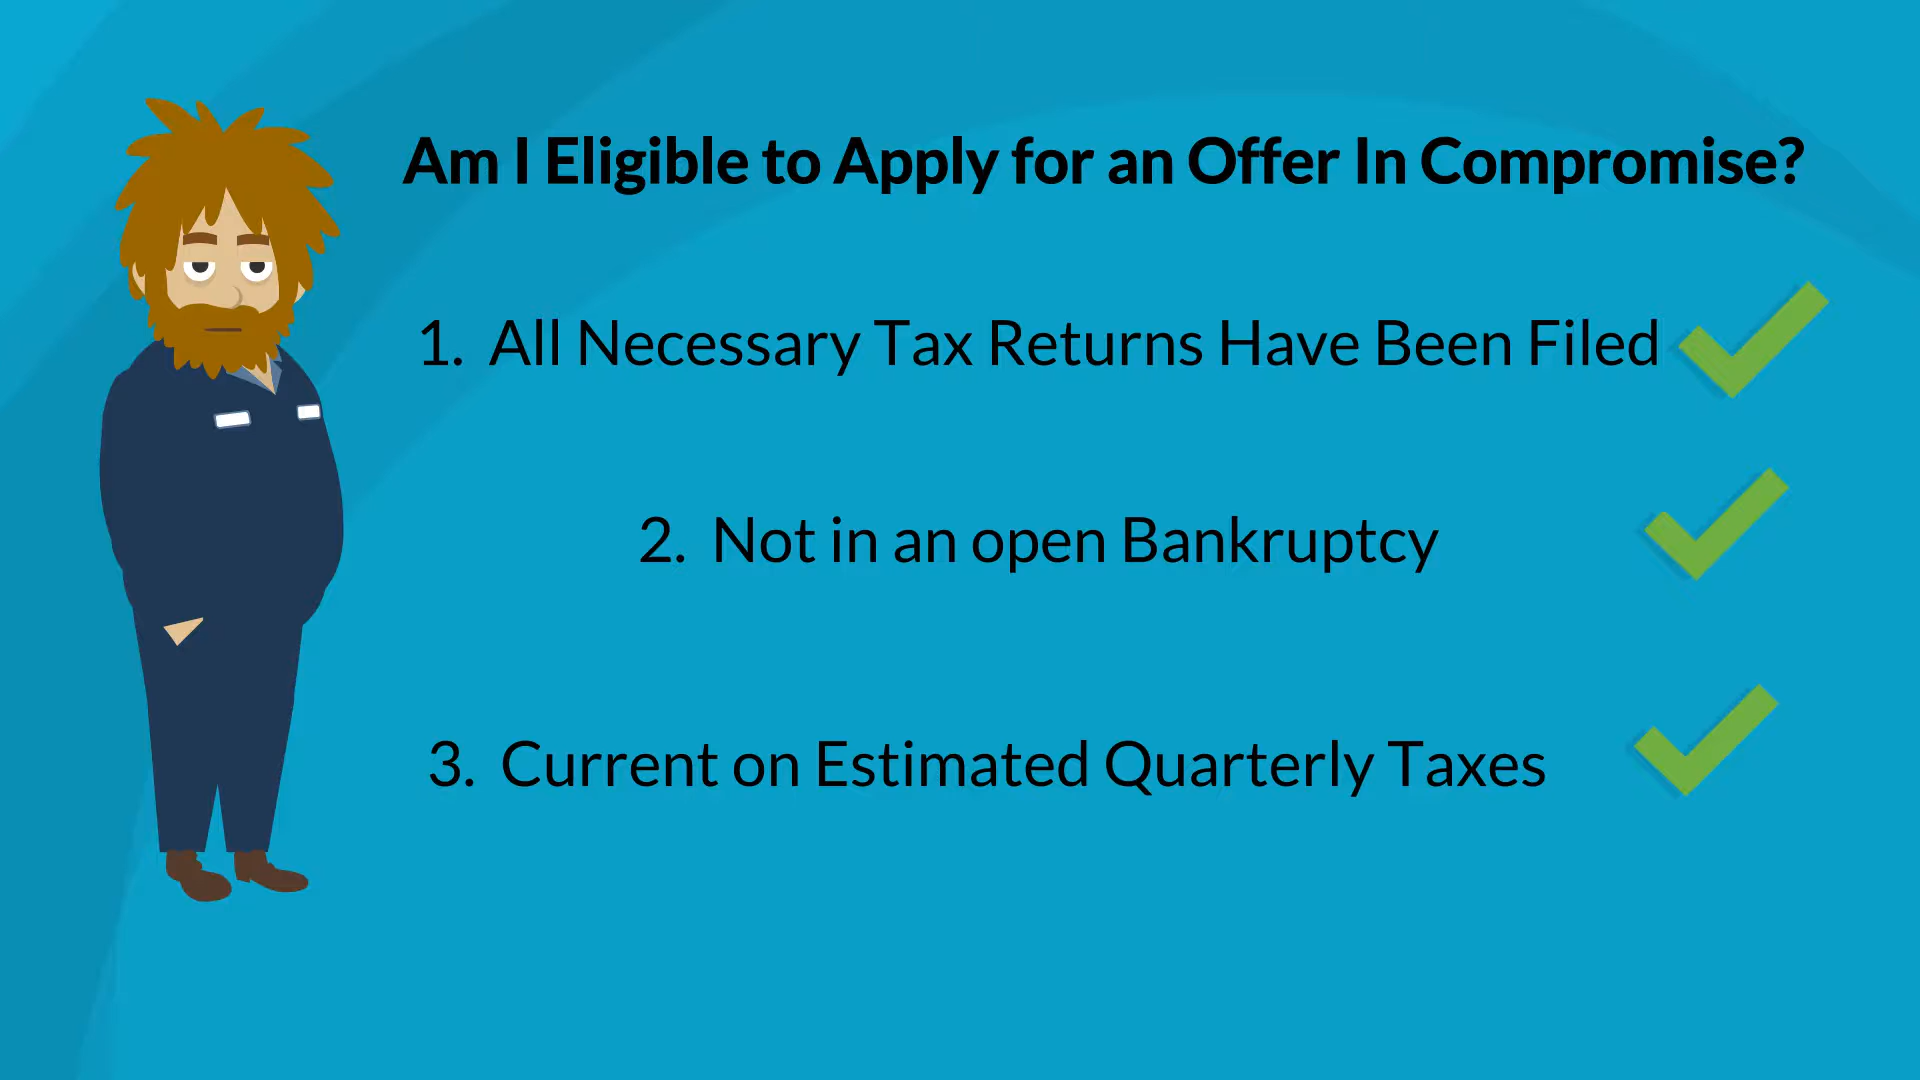 Am I Eligible to Apply for an Offer In Compromise?
1. All Necessary Tax Returns Have Been Filed
2. Not in an open Bankruptcy
3. Current on Estimated Quarterly Taxes